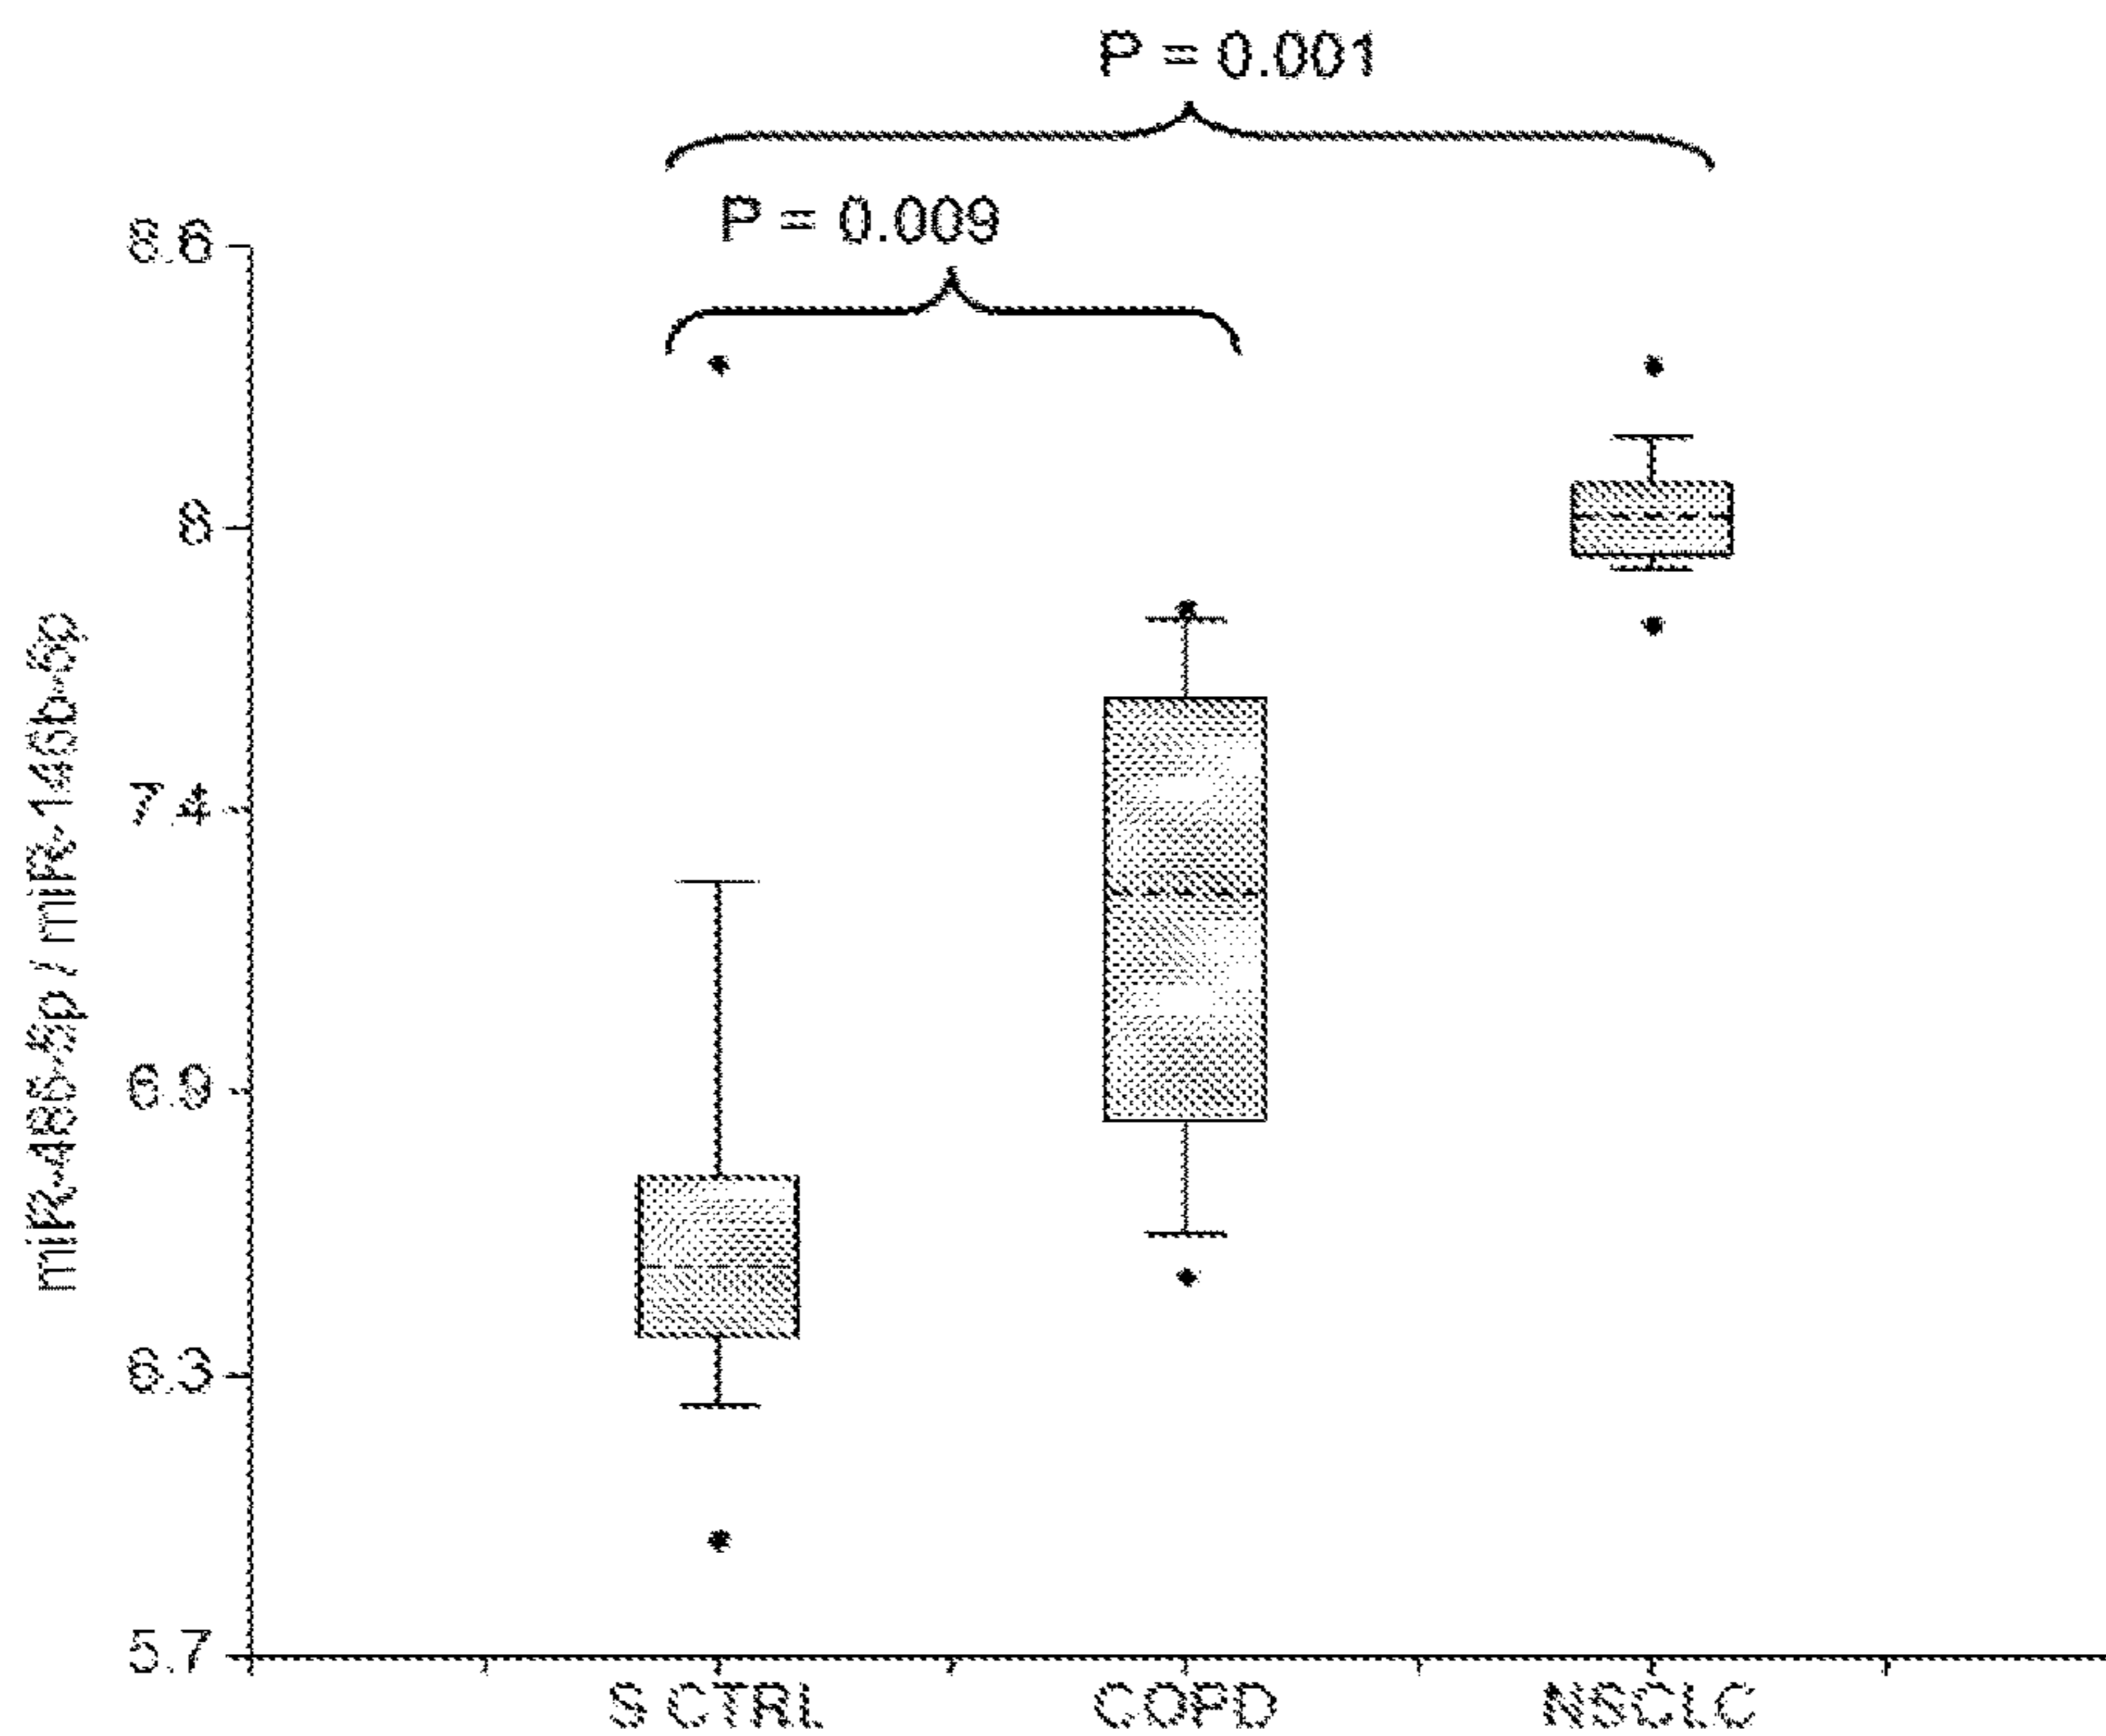 P = 0.001
P = 0.009
8.6
8
7.4
6.9
6.3
5.7
miR-486-5p / miR-146b-5p
S CTRL
COPD
NSCLC